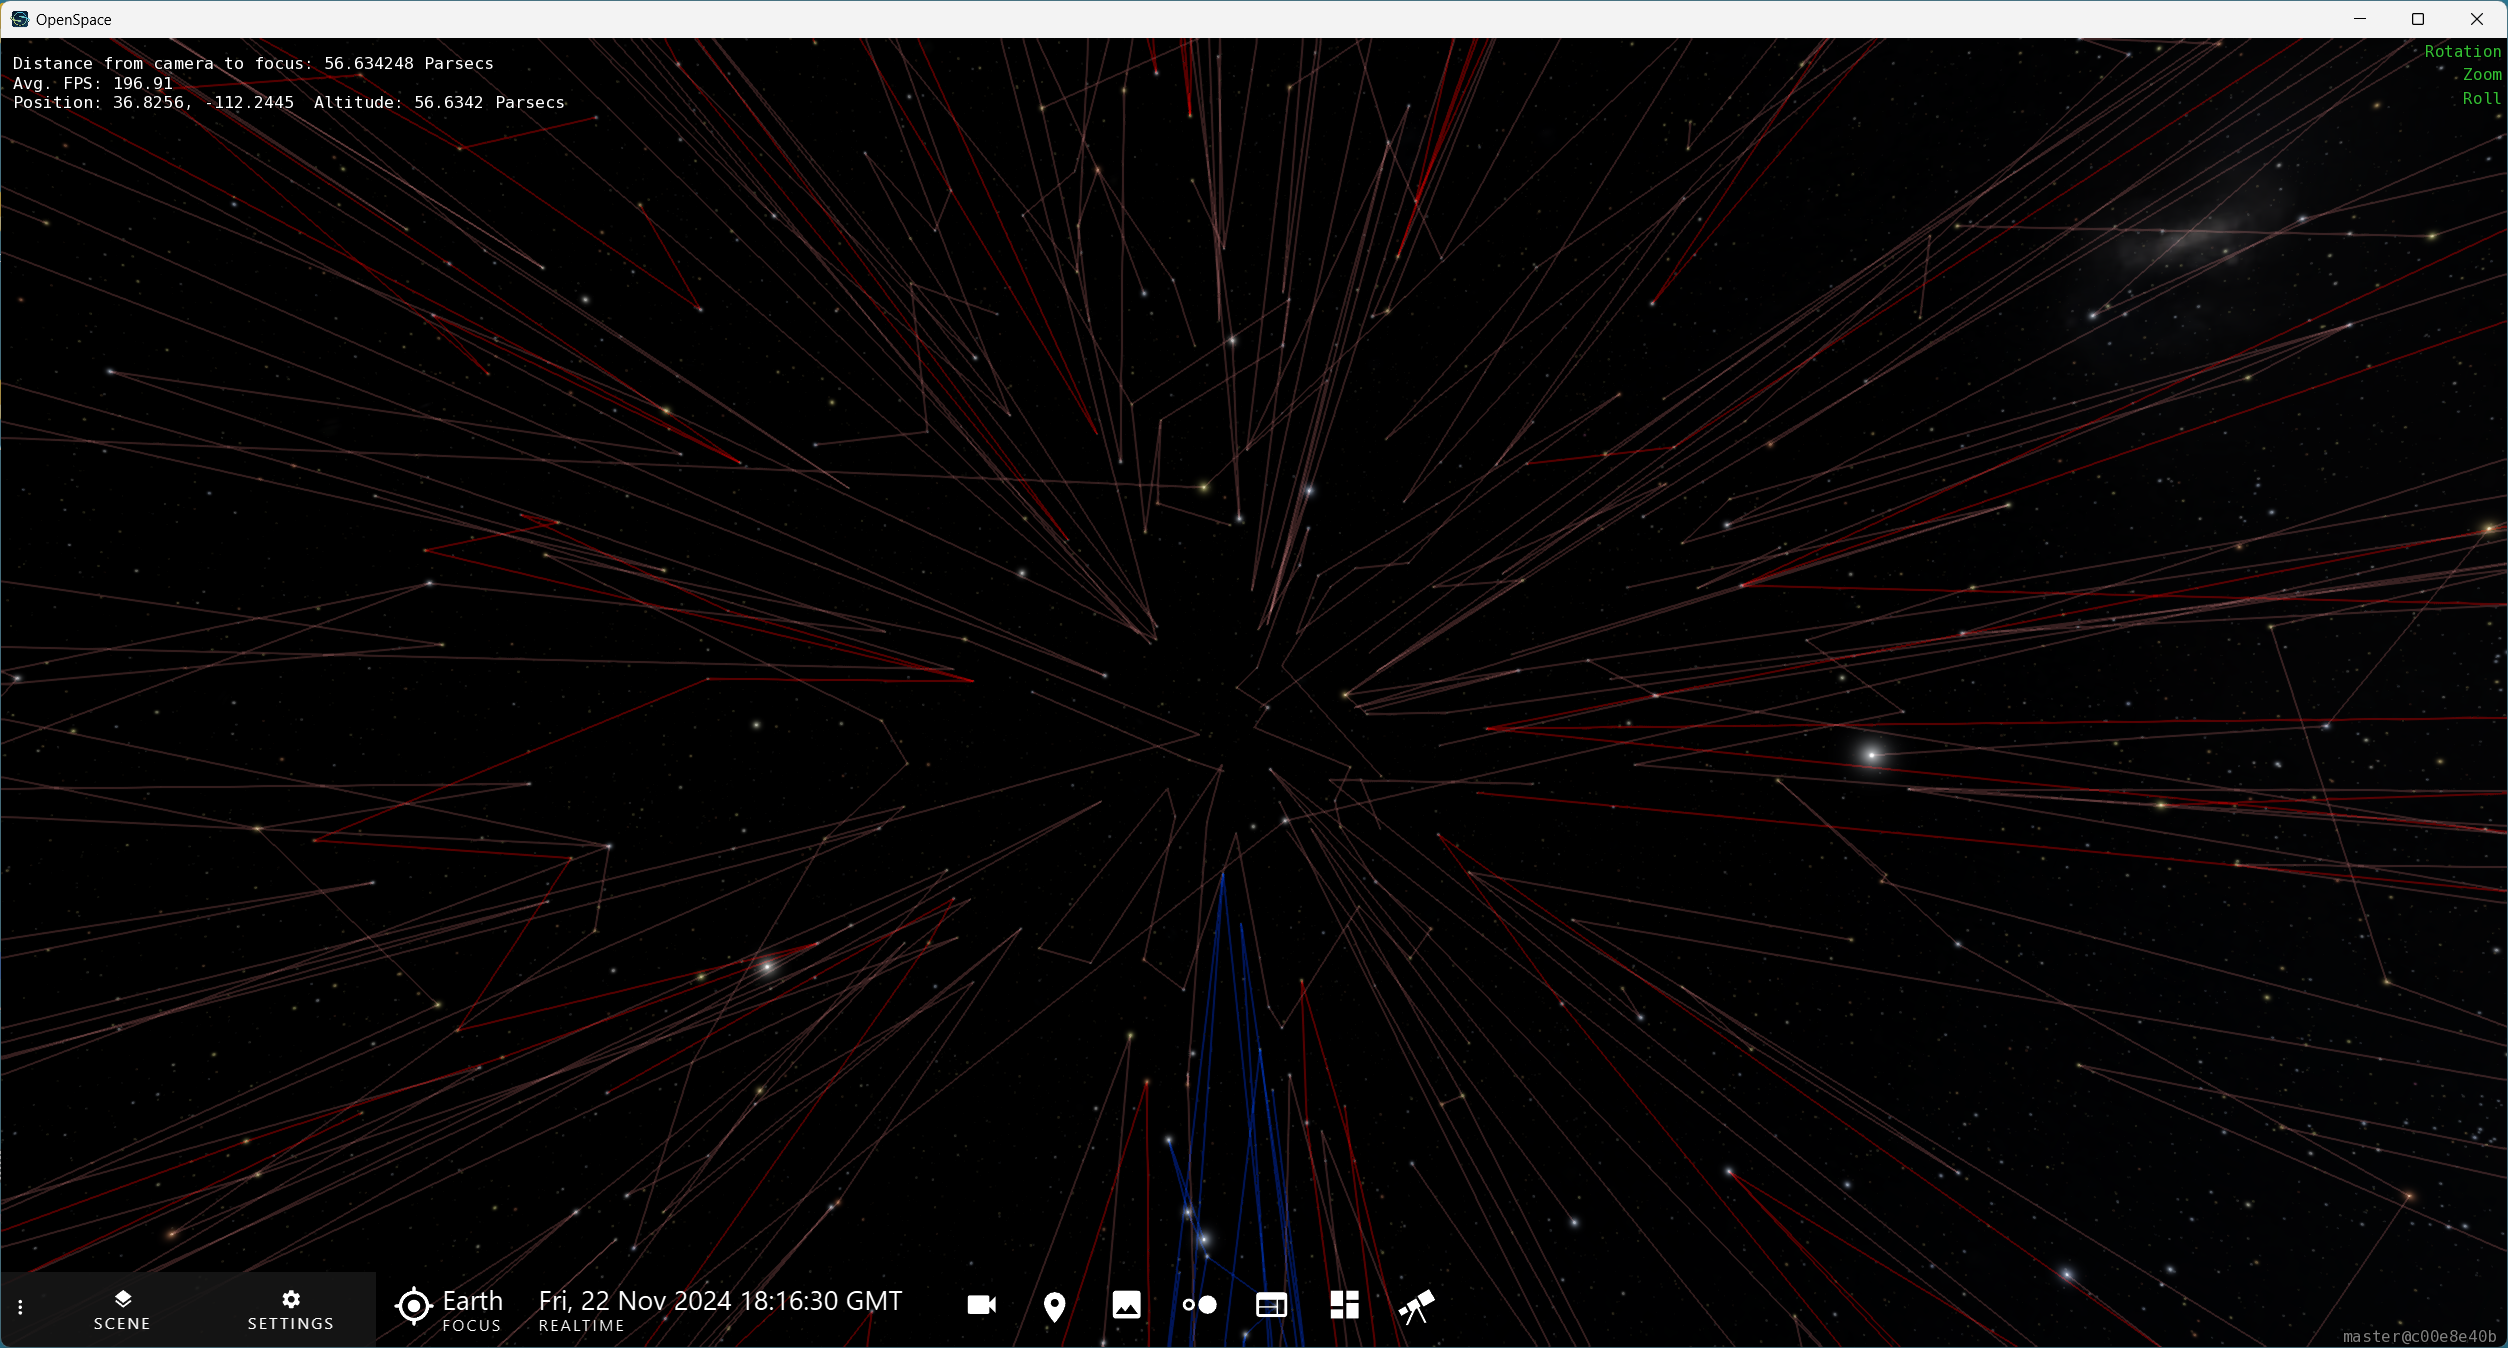 OpenSpace
Distance from camera to focus: 56.634248 Parsecs
Avg. FPS: 196.91
Position: 36.8256, -112.2445  Altitude: 56.6342 Parsecs
Rotation
Zoom
Roll
SCENE
SETTINGS
Earth
FOCUS
Fri, 22 Nov 2024 18:16:30 GMT
REALTIME
master@c00e8e40b